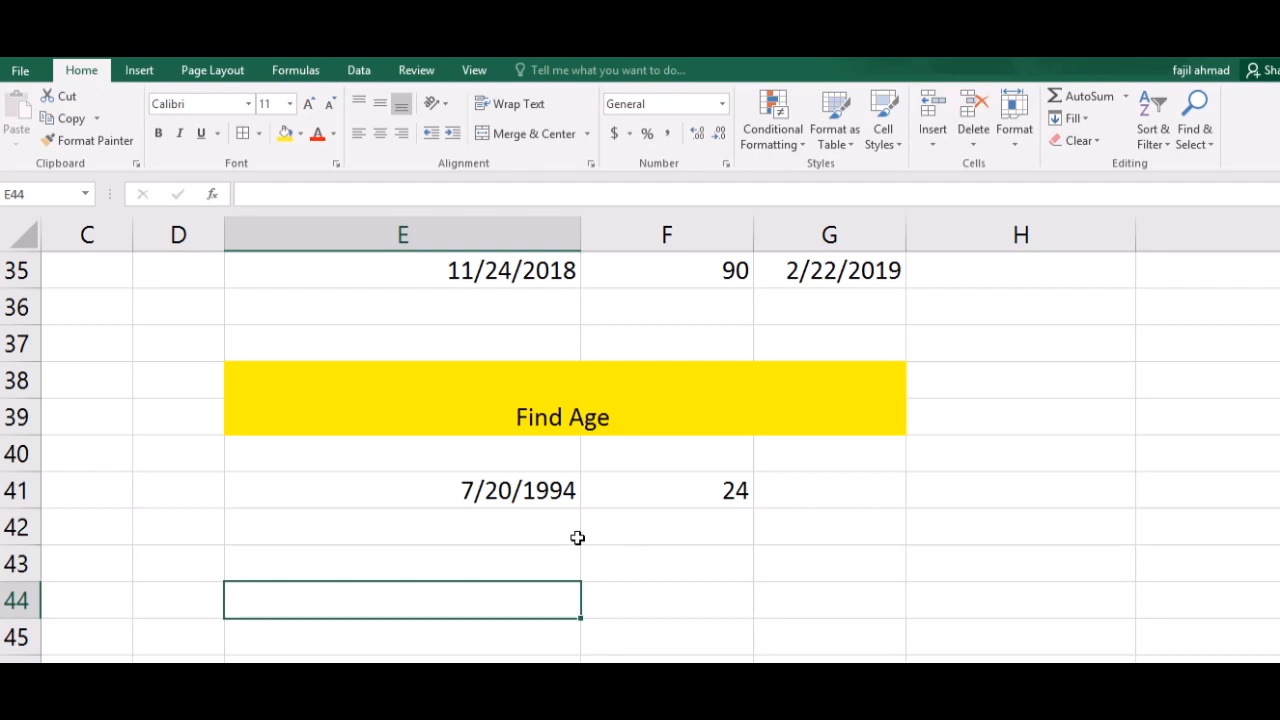 File Home Insert Page Layout Formulas Data Review View Tell me what you want to do... fajil ahmad Sha
Paste Cut Copy Format Painter Clipboard
Calibri 11 A A B I U A Font
Wrap Text Merge & Center Alignment
General $ % , Number
Conditional Formatting Format as Table Cell Styles Styles
Insert Delete Format Cells
AutoSum Fill Clear Sort & Filter Find & Select Editing
E44 fx
C D E F G H
35 11/24/2018 90 2/22/2019
36
37
38
39 Find Age
40
41 7/20/1994 24
42
43
44
45